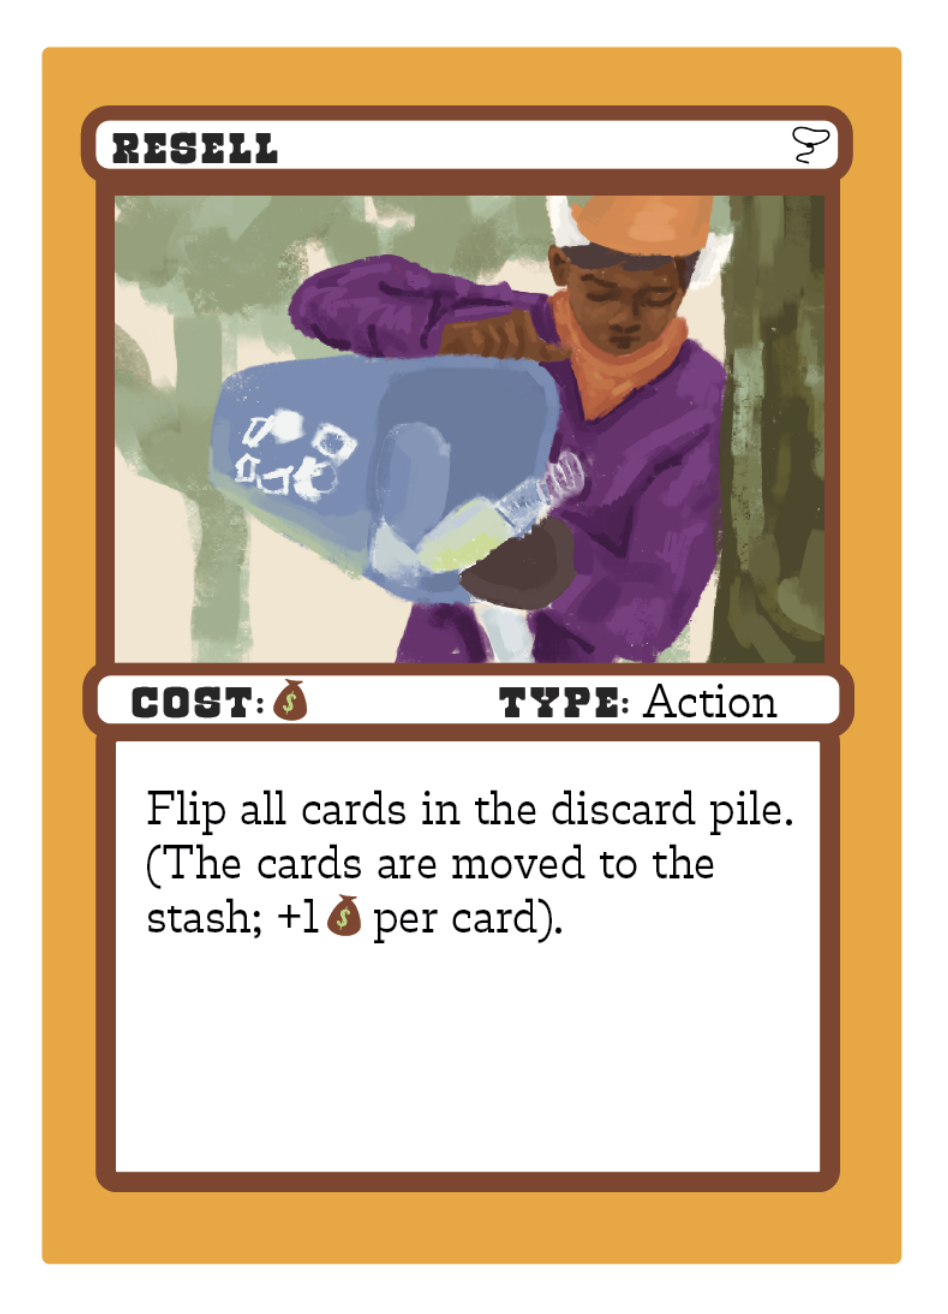 RESELL
COST: $ TYPE: Action
Flip all cards in the discard pile.
(The cards are moved to the
stash; +1 $ per card).